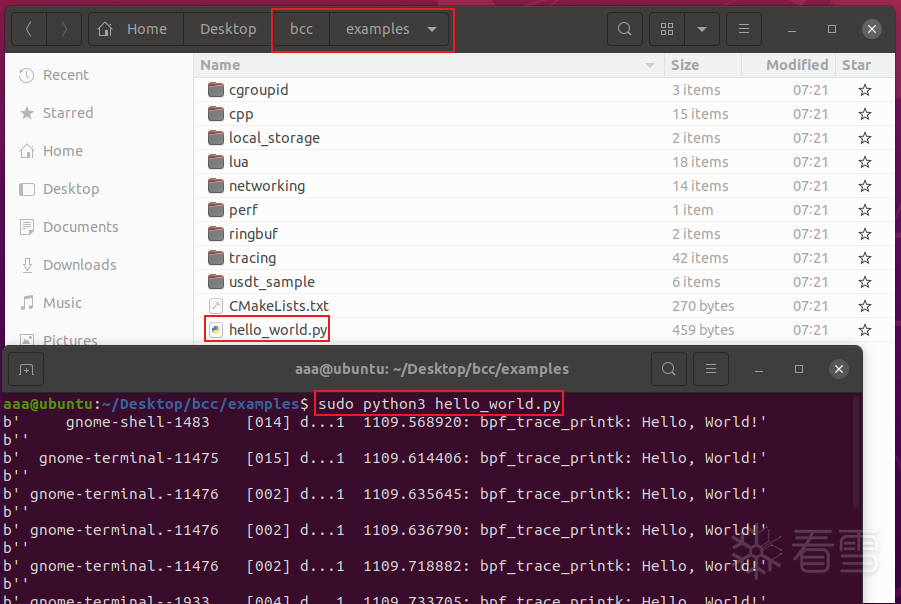 Home Desktop bcc examples
Name Size Modified Star
Recent
cgroupid 3 items 07:21
Starred
cpp 15 items 07:21
local_storage 2 items 07:21
Home
lua 18 items 07:21
Desktop
networking 14 items 07:21
perf 1 item 07:21
Documents
ringbuf 2 items 07:21
Downloads
tracing 42 items 07:21
usdt_sample 6 items 07:21
Music
CMakeLists.txt 270 bytes 07:21
hello_world.py 459 bytes 07:21
Pictures
aaa@ubuntu: ~/Desktop/bcc/examples
aaa@ubuntu:~/Desktop/bcc/examples$ sudo python3 hello_world.py
b'     gnome-shell-1483    [014] d...1  1109.568920: bpf_trace_printk: Hello, World!'
b''
b'  gnome-terminal-11475   [015] d...1  1109.614406: bpf_trace_printk: Hello, World!'
b''
b' gnome-terminal.-11476   [002] d...1  1109.635645: bpf_trace_printk: Hello, World!'
b''
b' gnome-terminal.-11476   [002] d...1  1109.636790: bpf_trace_printk: Hello, World!'
b''
b' gnome-terminal.-11476   [002] d...1  1109.718882: bpf_trace_printk: Hello, World!'
b''
b' gnome-terminal--1933    [004] d...1  1109.733705: bpf_trace_printk: Hello, World!'
看雪